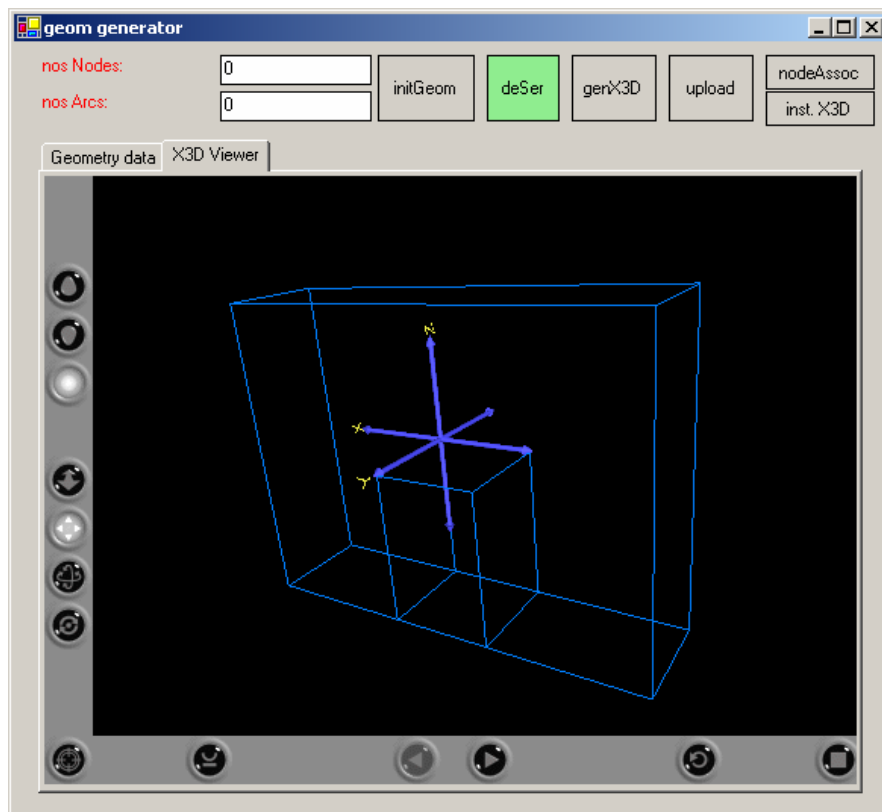 geom generator
nos Nodes:
0
initGeom
deSer
genX3D
upload
nodeAssoc
nos Arcs:
0
inst. X3D
Geometry data
X3D Viewer
Z
X
Y